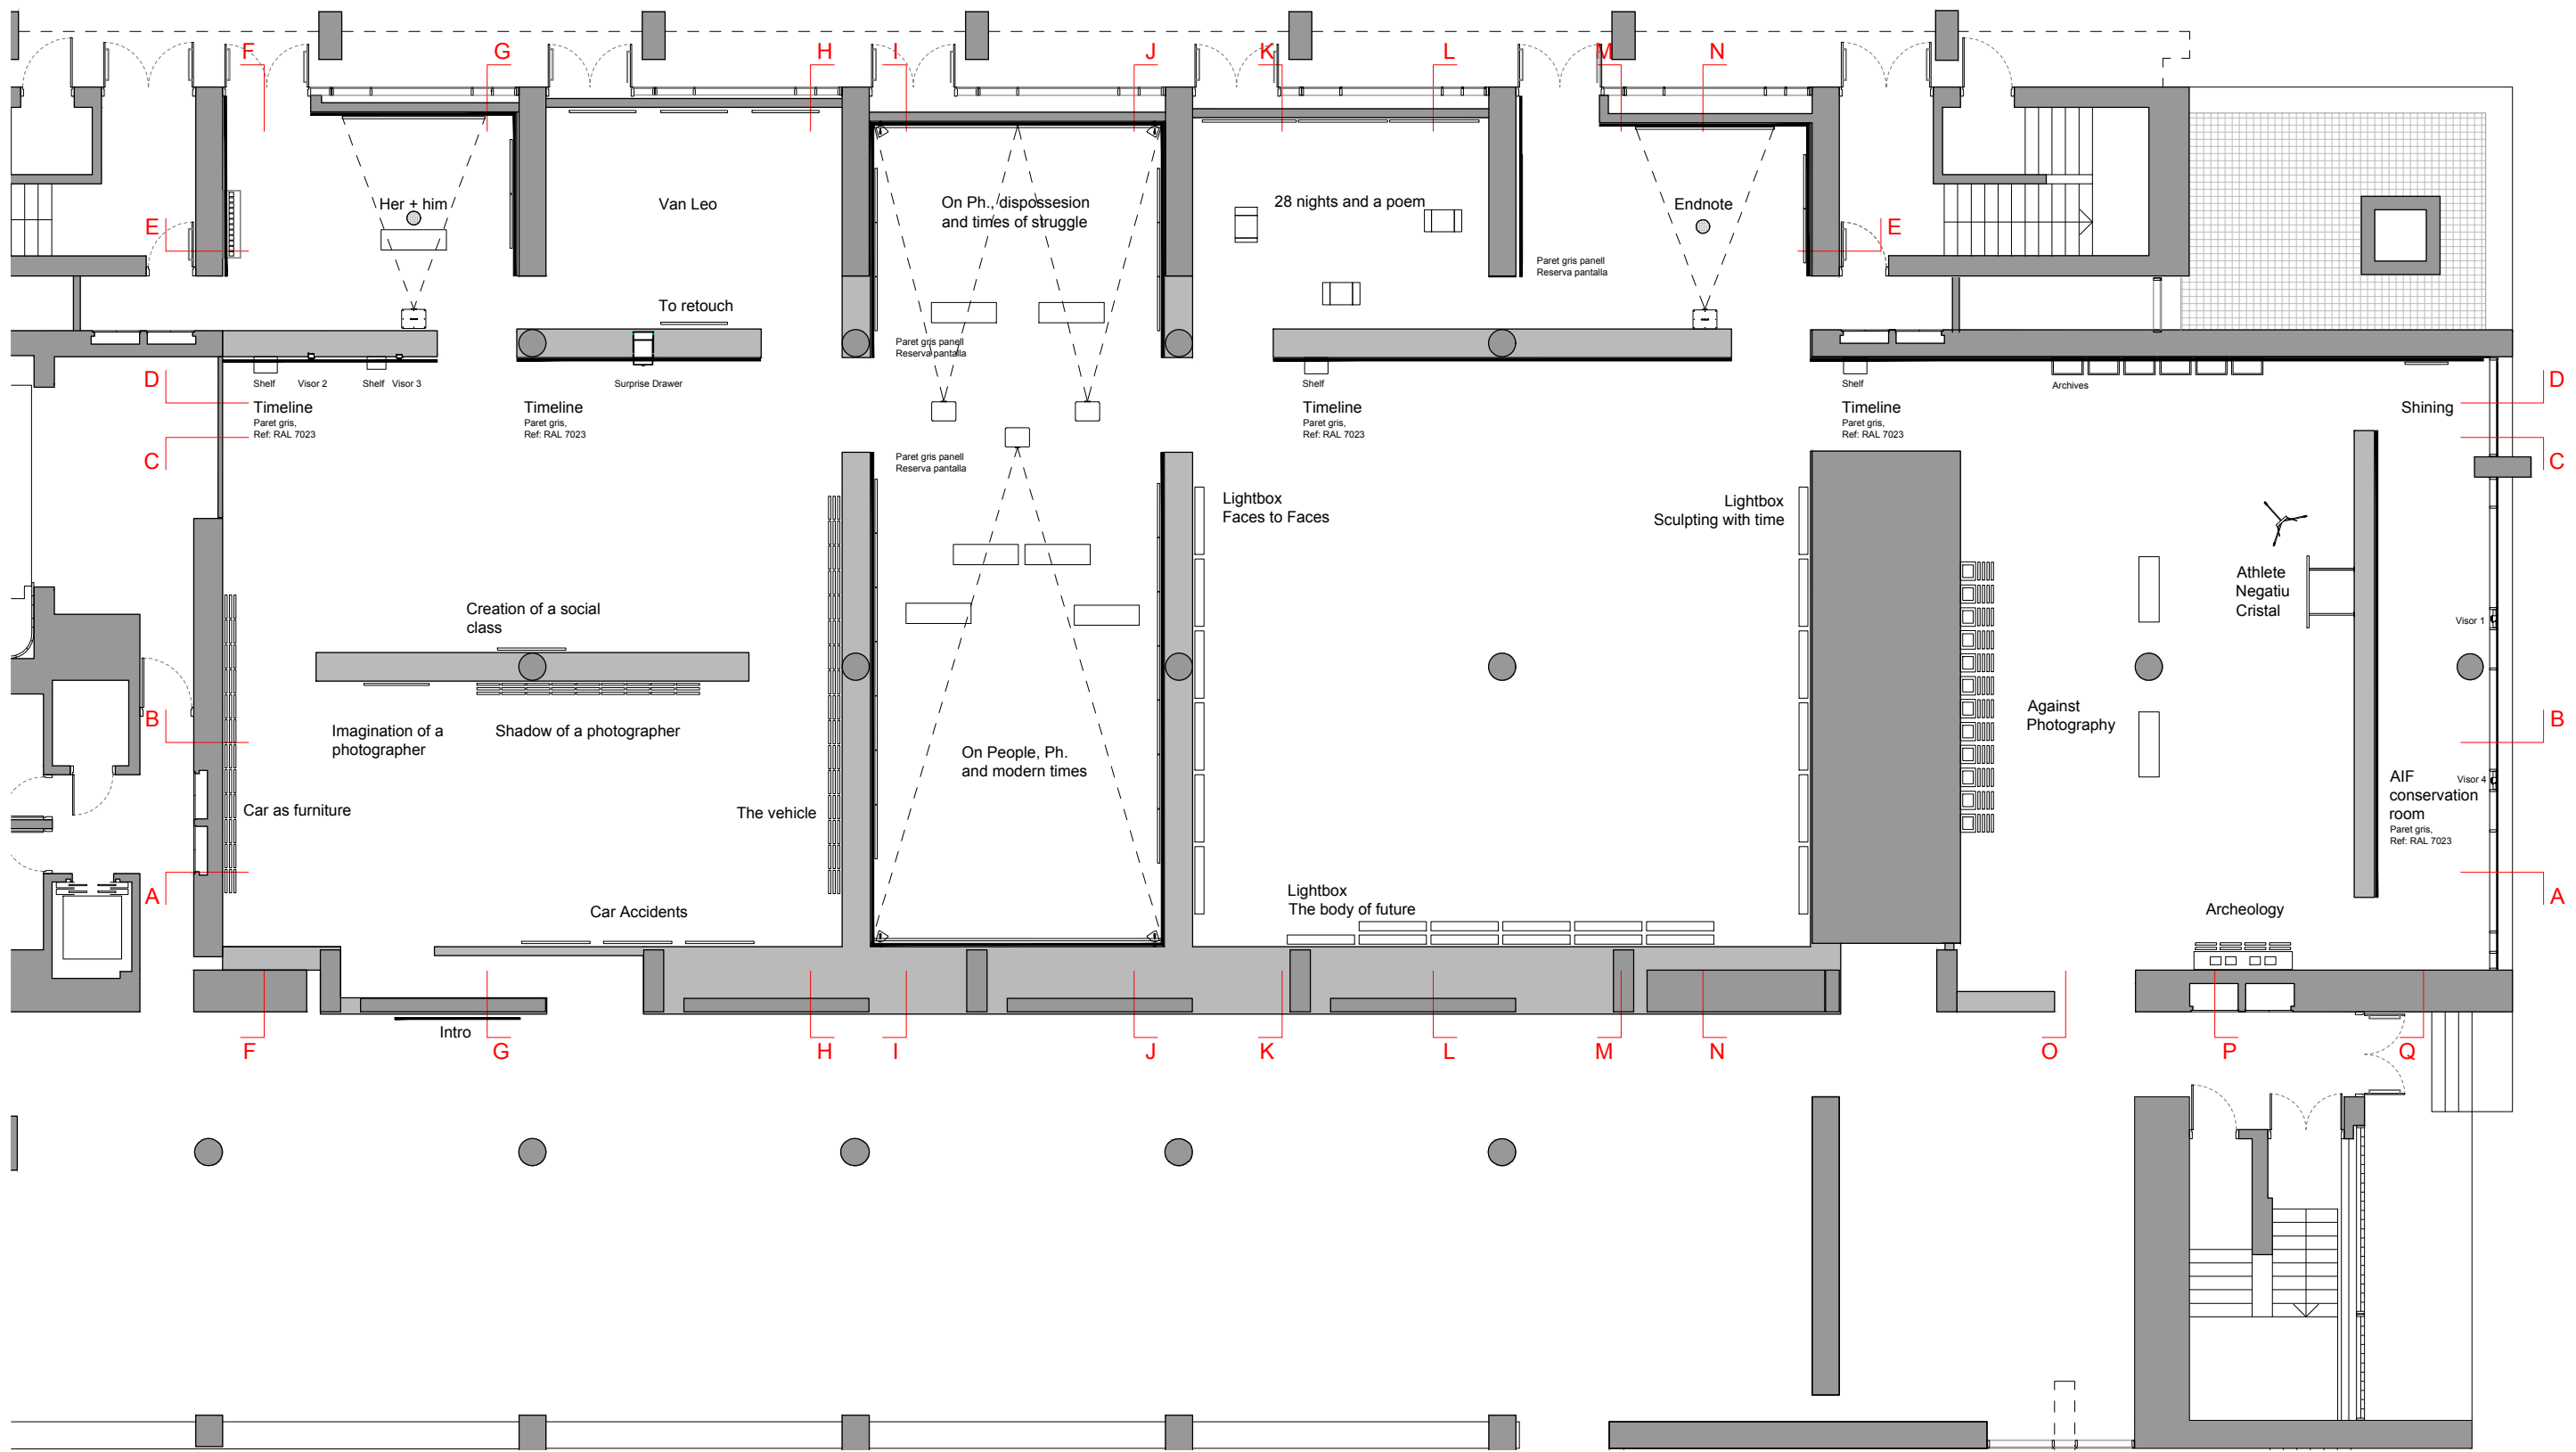 F
G
H
I
J
K
L
M
N
Her + him
Van Leo
On Ph., dispossesion
and times of struggle
28 nights and a poem
Endnote
E
E
Paret gris panell
Reserva pantalla
To retouch
Paret gris panell
Reserva pantalla
D
Shelf
Visor 2
Shelf
Visor 3
Surprise Drawer
Shelf
Shelf
Archives
D
Timeline
Paret gris,
Ref: RAL 7023
Timeline
Paret gris,
Ref: RAL 7023
Timeline
Paret gris,
Ref: RAL 7023
Timeline
Paret gris,
Ref: RAL 7023
Shining
C
Paret gris panell
Reserva pantalla
C
Lightbox
Faces to Faces
Lightbox
Sculpting with time
Athlete
Negatiu
Cristal
Creation of a social
class
Visor 1
B
Imagination of a
photographer
Shadow of a photographer
Against
Photography
B
On People, Ph.
and modern times
AIF
conservation
room
Paret gris,
Ref: RAL 7023
Visor 4
Car as furniture
The vehicle
A
Car Accidents
Lightbox
The body of future
Archeology
A
Intro
F
G
H
I
J
K
L
M
N
O
P
Q